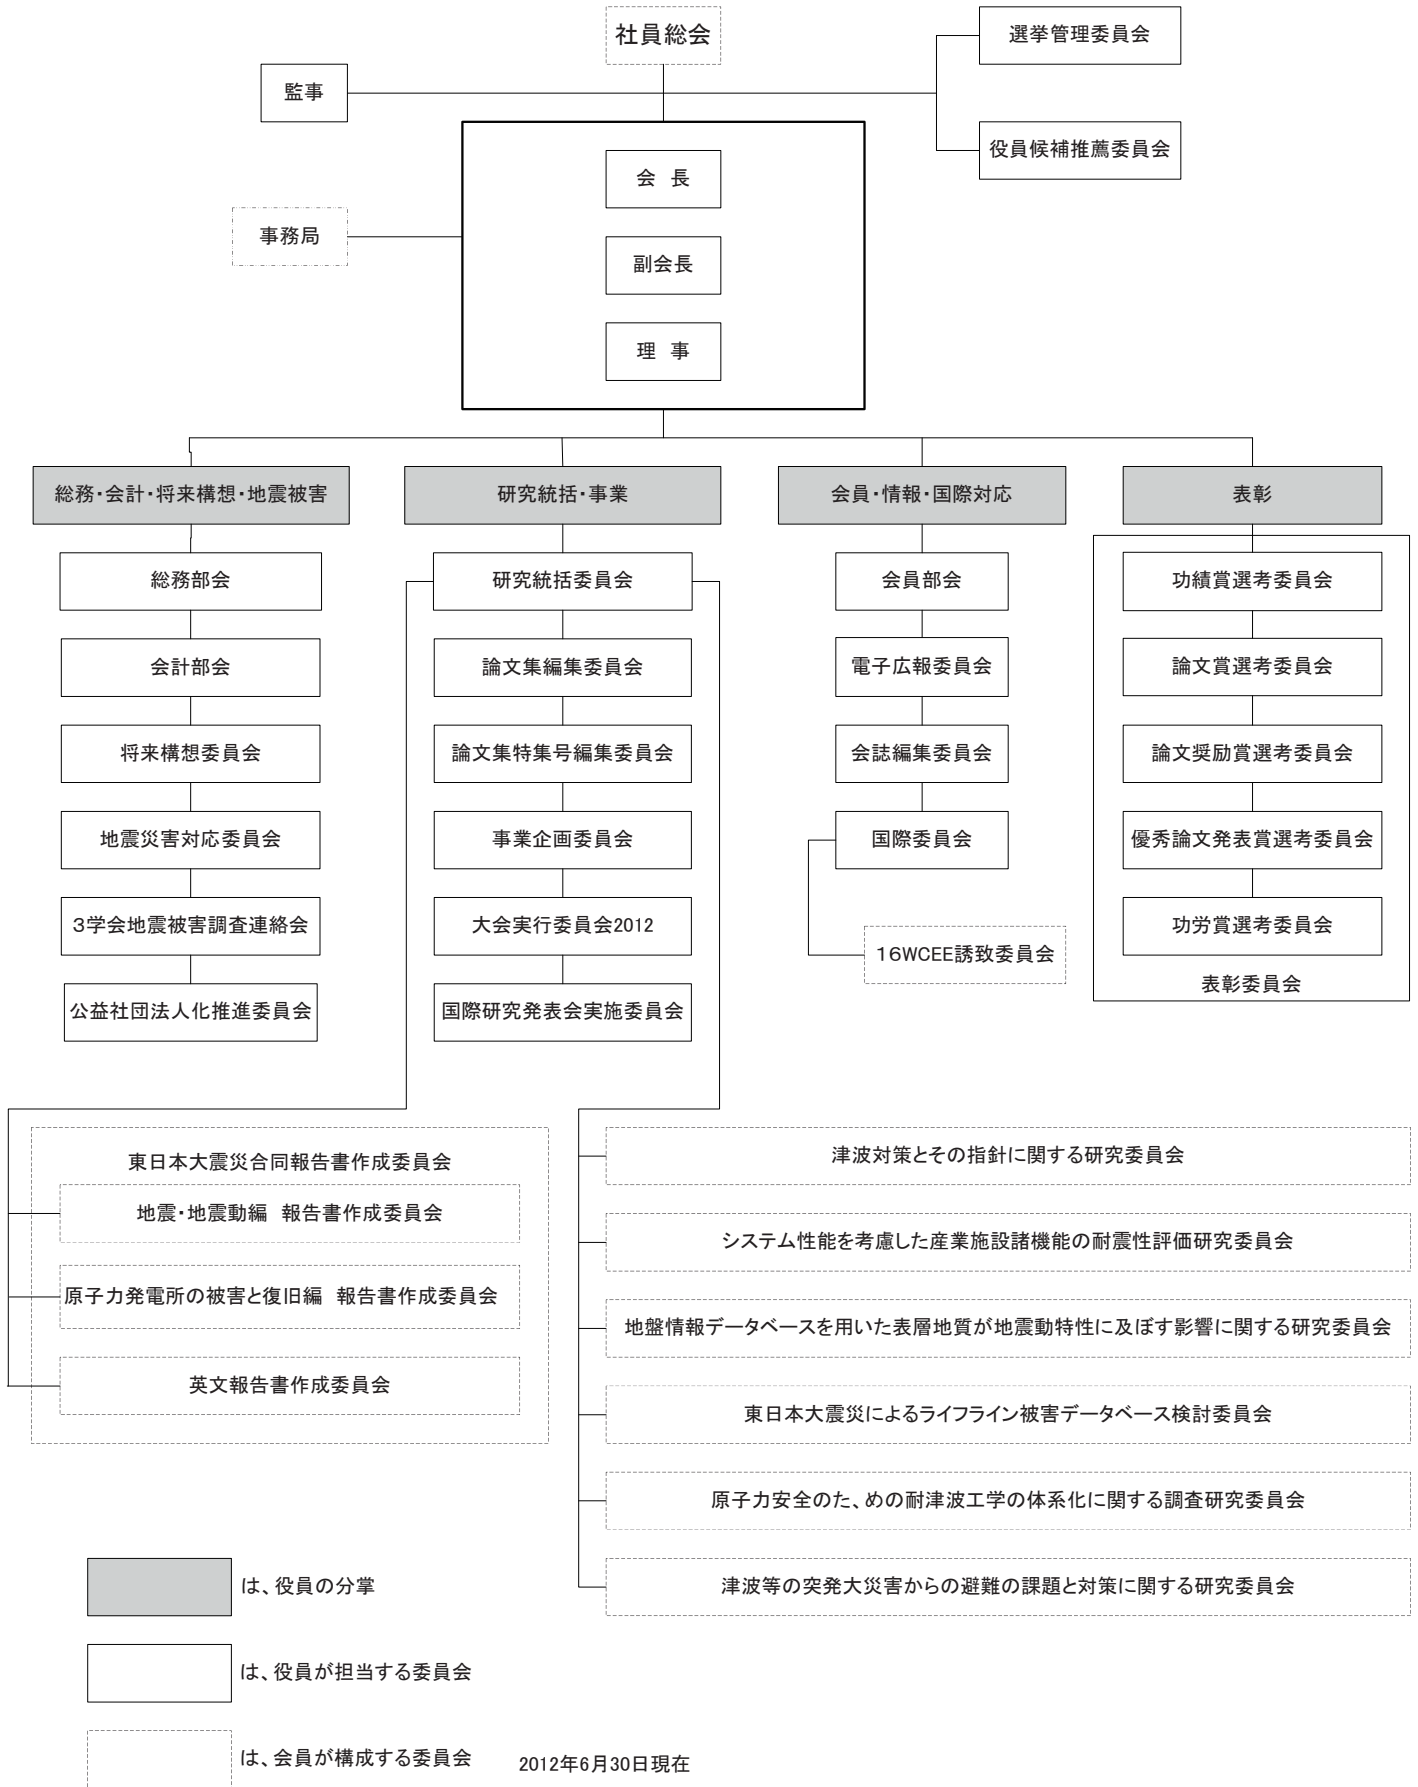 社員総会
選挙管理委員会
監事
役員候補推薦委員会
会 長
事務局
副会長
理 事
総務・会計・将来構想・地震被害
研究統括・事業
会員・情報・国際対応
表彰
総務部会
会計部会
将来構想委員会
地震災害対応委員会
3学会地震被害調査連絡会
公益社団法人化推進委員会
研究統括委員会
論文集編集委員会
論文集特集号編集委員会
事業企画委員会
大会実行委員会2012
国際研究発表会実施委員会
会員部会
電子広報委員会
会誌編集委員会
国際委員会
16WCEE誘致委員会
功績賞選考委員会
論文賞選考委員会
論文奨励賞選考委員会
優秀論文発表賞選考委員会
功労賞選考委員会
表彰委員会
東日本大震災合同報告書作成委員会
地震・地震動編 報告書作成委員会
原子力発電所の被害と復旧編 報告書作成委員会
英文報告書作成委員会
津波対策とその指針に関する研究委員会
システム性能を考慮した産業施設諸機能の耐震性評価研究委員会
地盤情報データベースを用いた表層地質が地震動特性に及ぼす影響に関する研究委員会
東日本大震災によるライフライン被害データベース検討委員会
原子力安全のた、めの耐津波工学の体系化に関する調査研究委員会
津波等の突発大災害からの避難の課題と対策に関する研究委員会
は、役員の分掌
は、役員が担当する委員会
は、会員が構成する委員会
2012年6月30日現在